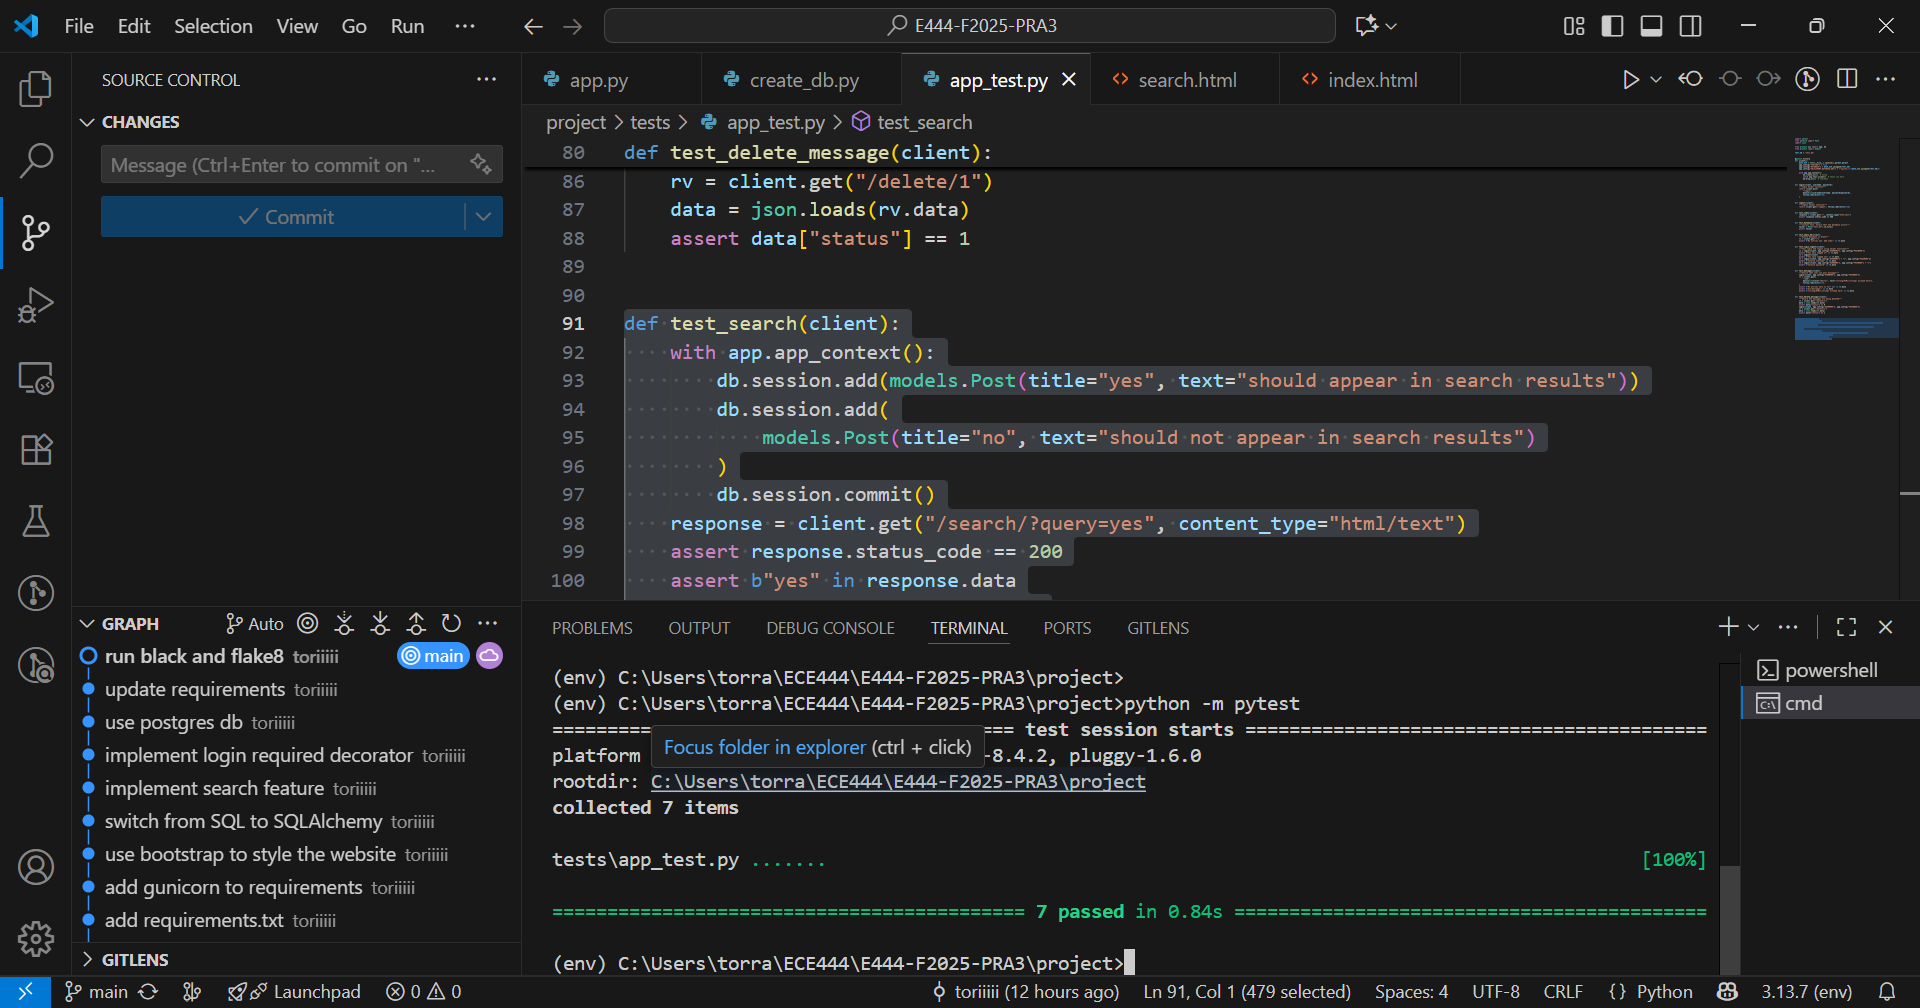 File Edit Selection View Go Run ···
E444-F2025-PRA3
SOURCE CONTROL
CHANGES
Message (Ctrl+Enter to commit on "...
Commit
app.py
create_db.py
app_test.py
search.html
index.html
project > tests > app_test.py > test_search
80 def test_delete_message(client):
86 rv = client.get("/delete/1")
87 data = json.loads(rv.data)
88 assert data["status"] == 1
89
90
91 def test_search(client):
92 with app.app_context():
93 db.session.add(models.Post(title="yes", text="should appear in search results"))
94 db.session.add(
95 models.Post(title="no", text="should not appear in search results")
96 )
97 db.session.commit()
98 response = client.get("/search/?query=yes", content_type="html/text")
99 assert response.status_code == 200
100 assert b"yes" in response.data
GRAPH
Auto
run black and flake8 toriiiii
main
update requirements toriiiii
use postgres db toriiiii
implement login required decorator toriiiii
implement search feature toriiiii
switch from SQL to SQLAlchemy toriiiii
use bootstrap to style the website toriiiii
add gunicorn to requirements toriiiii
add requirements.txt toriiiii
GITLENS
PROBLEMS OUTPUT DEBUG CONSOLE TERMINAL PORTS GITLENS
(env) C:\Users\torra\ECE444\E444-F2025-PRA3\project>
(env) C:\Users\torra\ECE444\E444-F2025-PRA3\project>python -m pytest
test session starts
Focus folder in explorer (ctrl + click)
platform -8.4.2, pluggy-1.6.0
rootdir: C:\Users\torra\ECE444\E444-F2025-PRA3\project
collected 7 items
tests\app_test.py ....... [100%]
7 passed in 0.84s
(env) C:\Users\torra\ECE444\E444-F2025-PRA3\project>
powershell
cmd
main
Launchpad
0 0
toriiiii (12 hours ago)
Ln 91, Col 1 (479 selected)
Spaces: 4
UTF-8
CRLF
{} Python
3.13.7 (env)